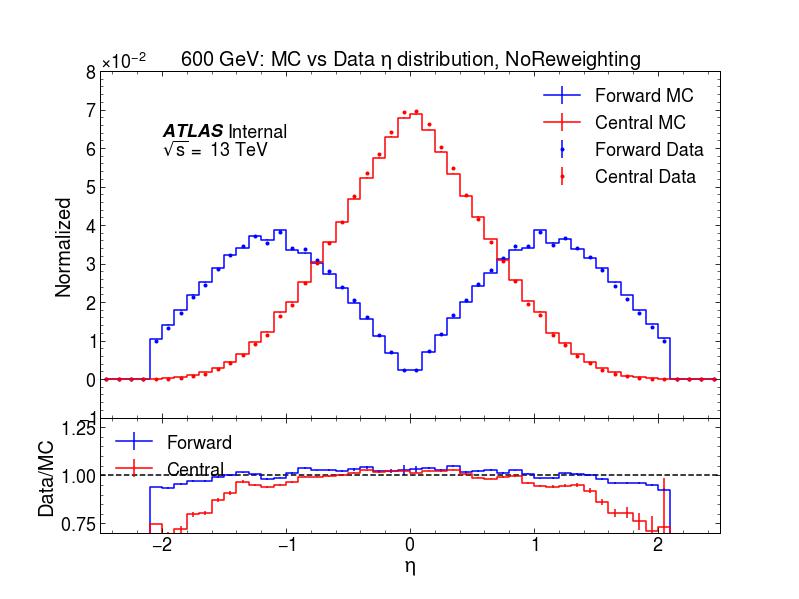 ×10⁻²
600 GeV: MC vs Data η distribution, NoReweighting
8
7
6
5
4
3
2
1
0
−1
Normalized
ATLAS Internal
√s = 13 TeV
Forward MC
Central MC
Forward Data
Central Data
1.25
1.00
0.75
Data/MC
Forward
Central
−2
−1
0
1
2
η